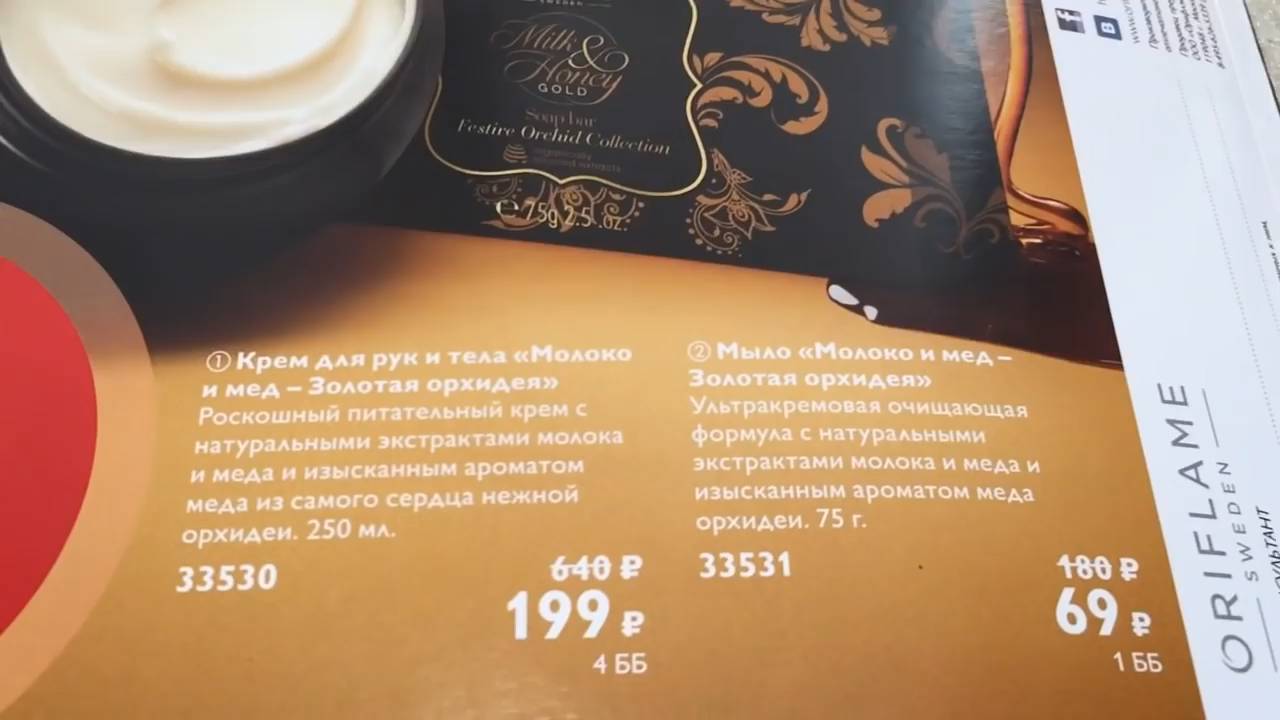 SWEDEN
Milk
&
Honey
GOLD
Soap bar
Festive Orchid Collection
75g
① Крем для рук и тела «Молоко
и мед – Золотая орхидея»
Роскошный питательный крем с
натуральными экстрактами молока
и меда и изысканным ароматом
меда из самого сердца нежной
орхидеи. 250 мл.
33530
640 ₽
199 ₽
4 ББ
② Мыло «Молоко и мед –
Золотая орхидея»
Ультракремовая очищающая
формула с натуральными
экстрактами молока и меда и
изысканным ароматом меда
орхидеи. 75 г.
33531
180 ₽
69 ₽
1 ББ
ORIFLAME
SWEDEN